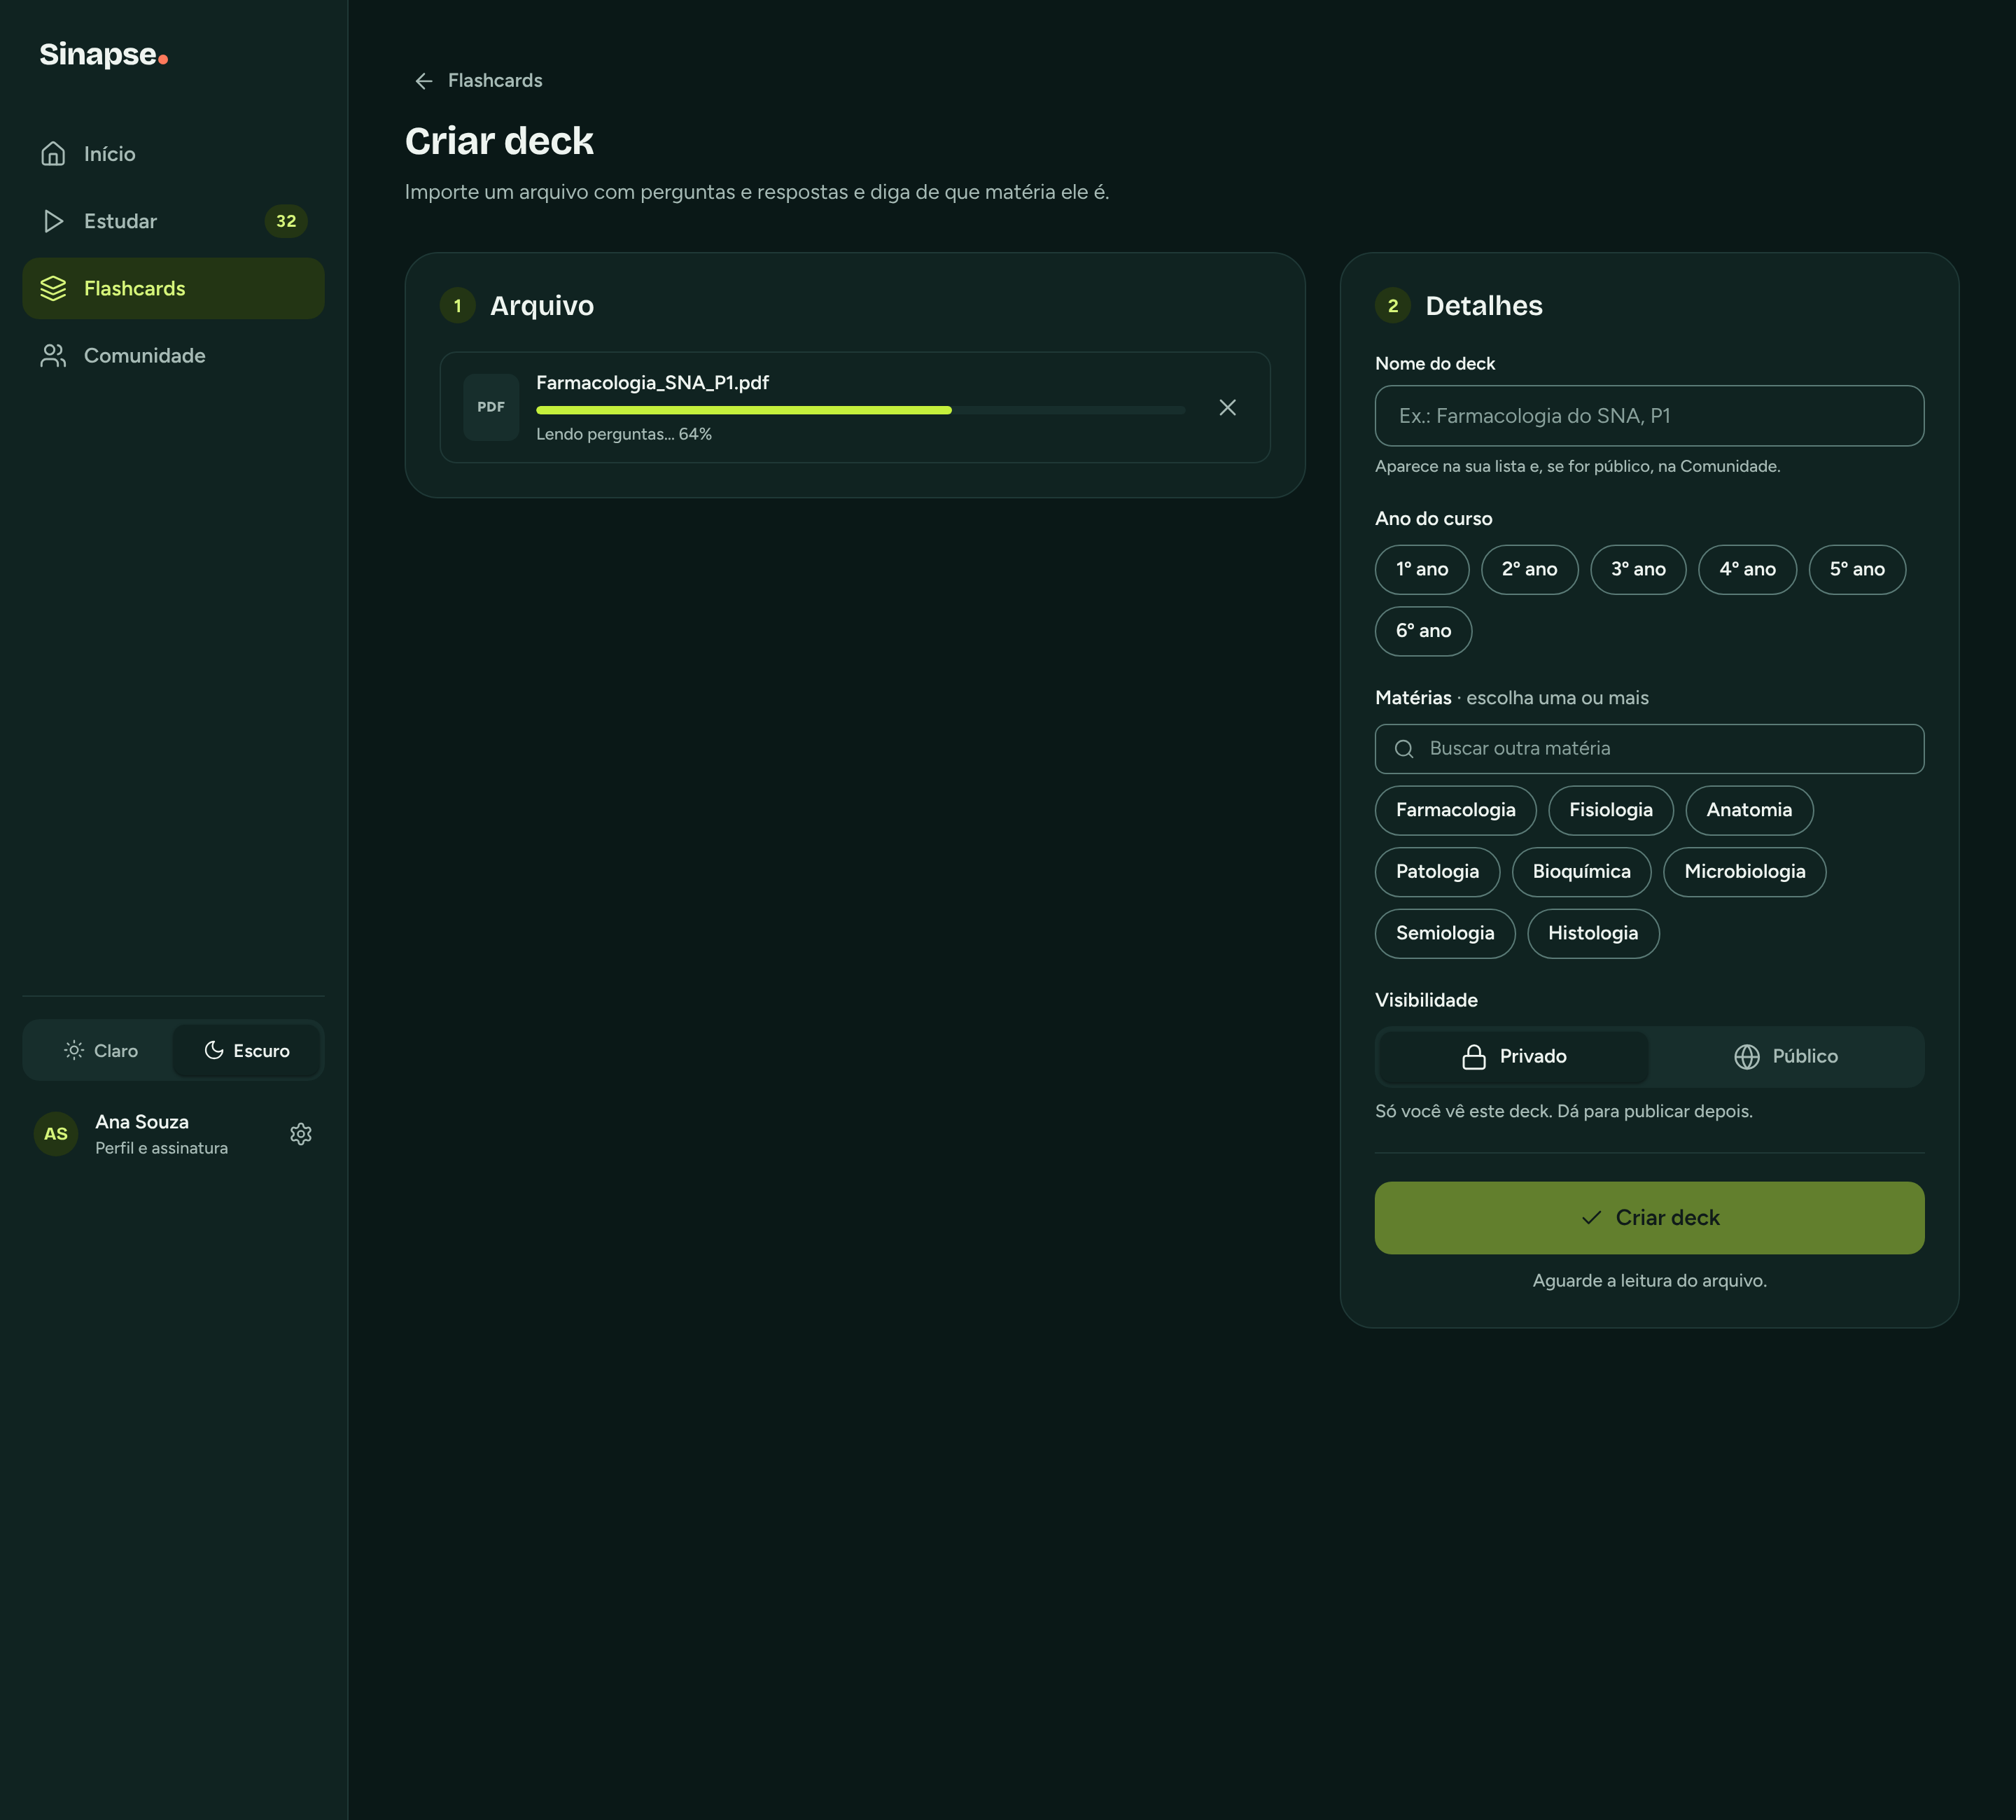 Sinapse.
Início
Estudar
32
Flashcards
Comunidade
Claro
Escuro
AS
Ana Souza
Perfil e assinatura
Flashcards
Criar deck
Importe um arquivo com perguntas e respostas e diga de que matéria ele é.
1
Arquivo
PDF
Farmacologia_SNA_P1.pdf
Lendo perguntas... 64%
2
Detalhes
Nome do deck
Ex.: Farmacologia do SNA, P1
Aparece na sua lista e, se for público, na Comunidade.
Ano do curso
1º ano
2º ano
3º ano
4º ano
5º ano
6º ano
Matérias · escolha uma ou mais
Buscar outra matéria
Farmacologia
Fisiologia
Anatomia
Patologia
Bioquímica
Microbiologia
Semiologia
Histologia
Visibilidade
Privado
Público
Só você vê este deck. Dá para publicar depois.
Criar deck
Aguarde a leitura do arquivo.